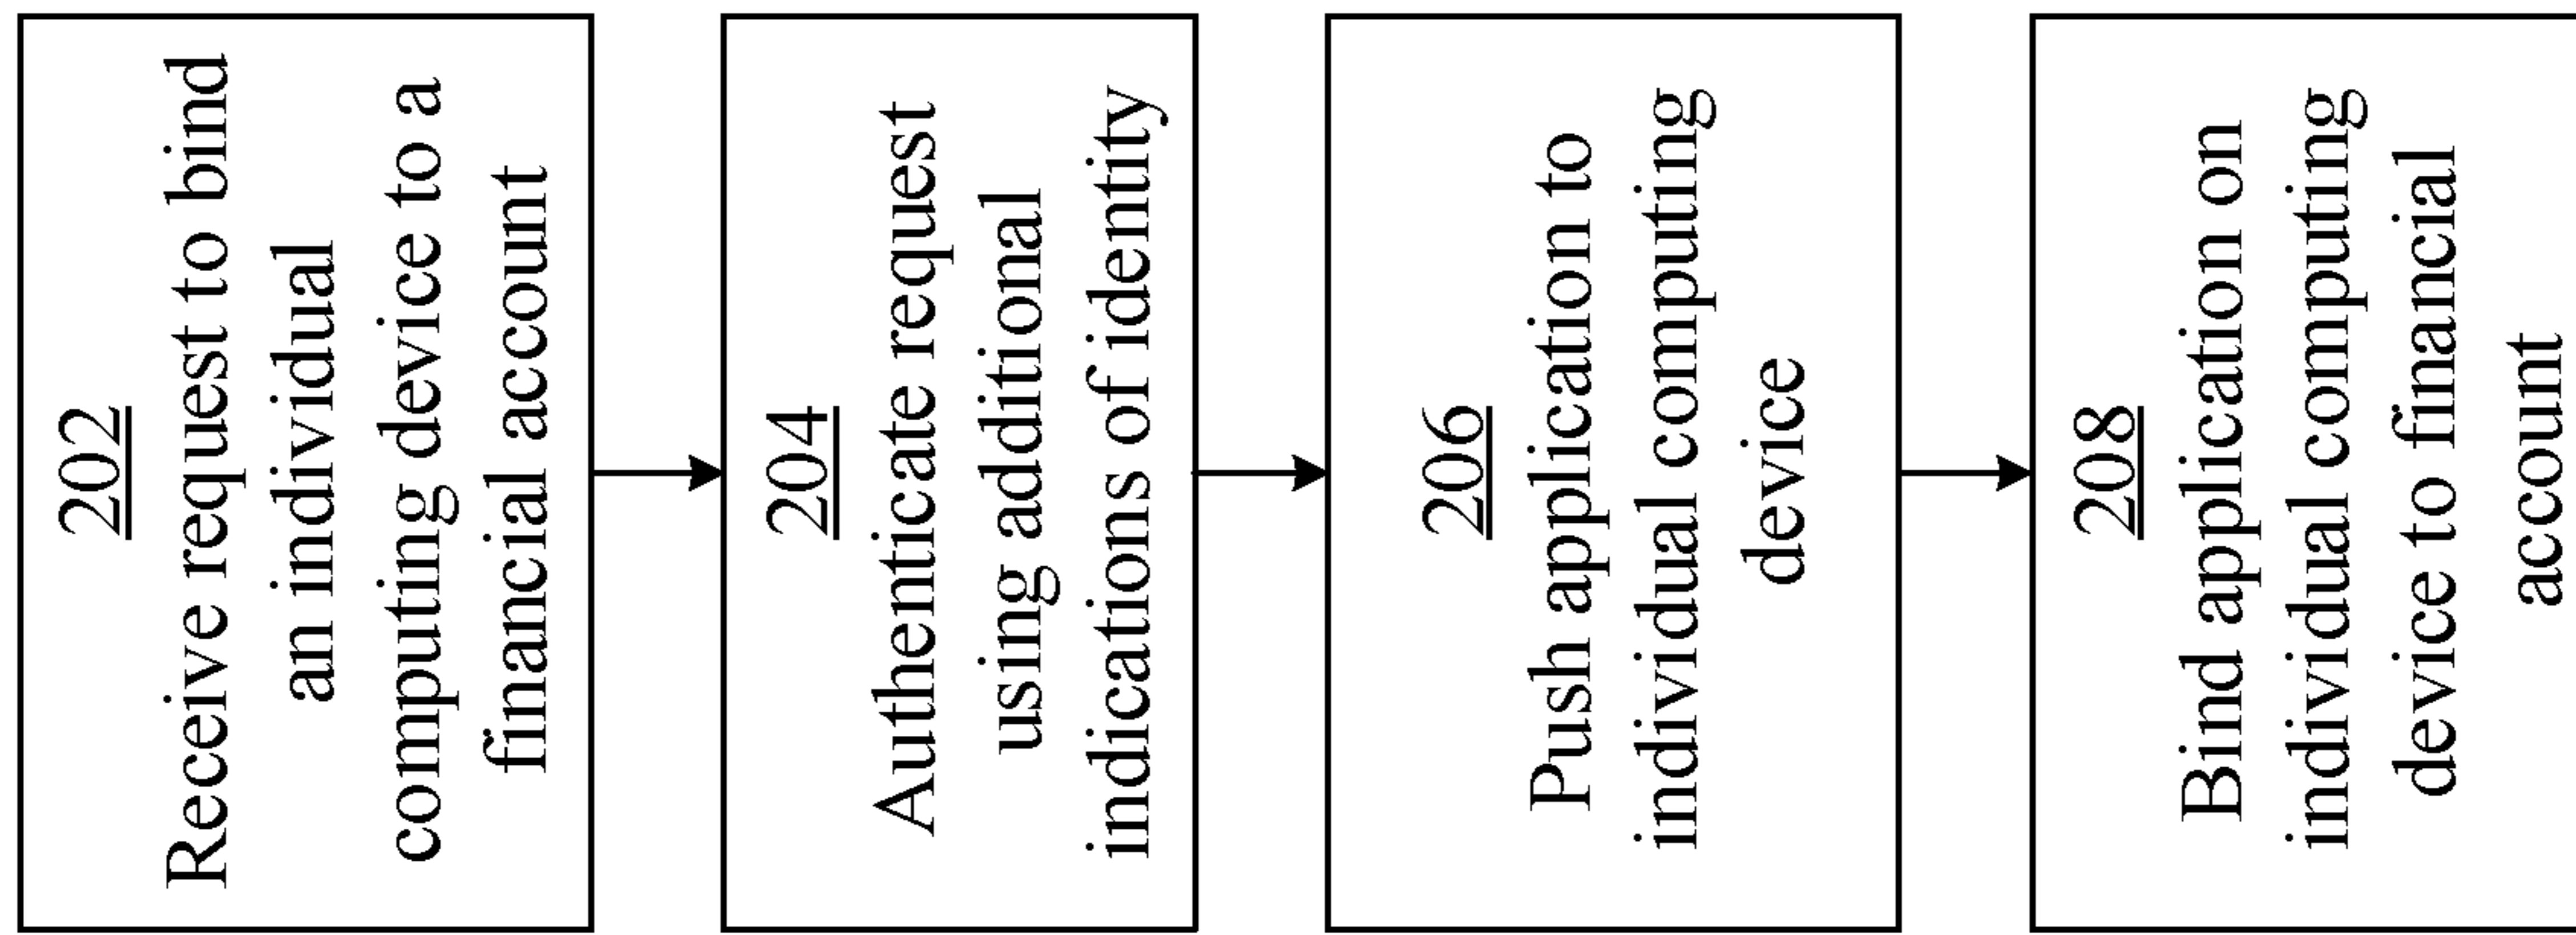 202
Receive request to bind
an individual
computing device to a
financial account
204
Authenticate request
using additional
indications of identity
206
Push application to
individual computing
device
208
Bind application on
individual computing
device to financial
account